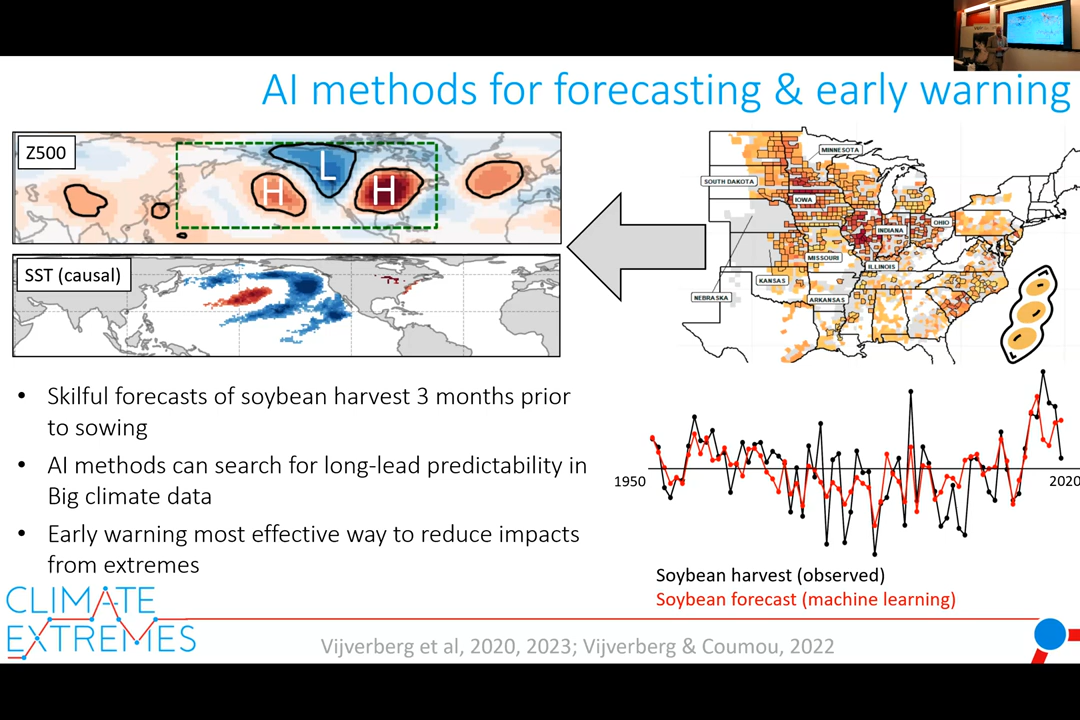 AI methods for forecasting & early warning
Z500
L
H
H
SST (causal)
MINNESOTA
SOUTH DAKOTA
IOWA
OHIO
INDIANA
MISSOURI
ILLINOIS
KANSAS
NEBRASKA
ARKANSAS
• Skilful forecasts of soybean harvest 3 months prior
to sowing
• AI methods can search for long-lead predictability in
Big climate data
• Early warning most effective way to reduce impacts
from extremes
1950
2020
Soybean harvest (observed)
Soybean forecast (machine learning)
CLIMATE
EXTREMES
Vijverberg et al, 2020, 2023; Vijverberg & Coumou, 2022